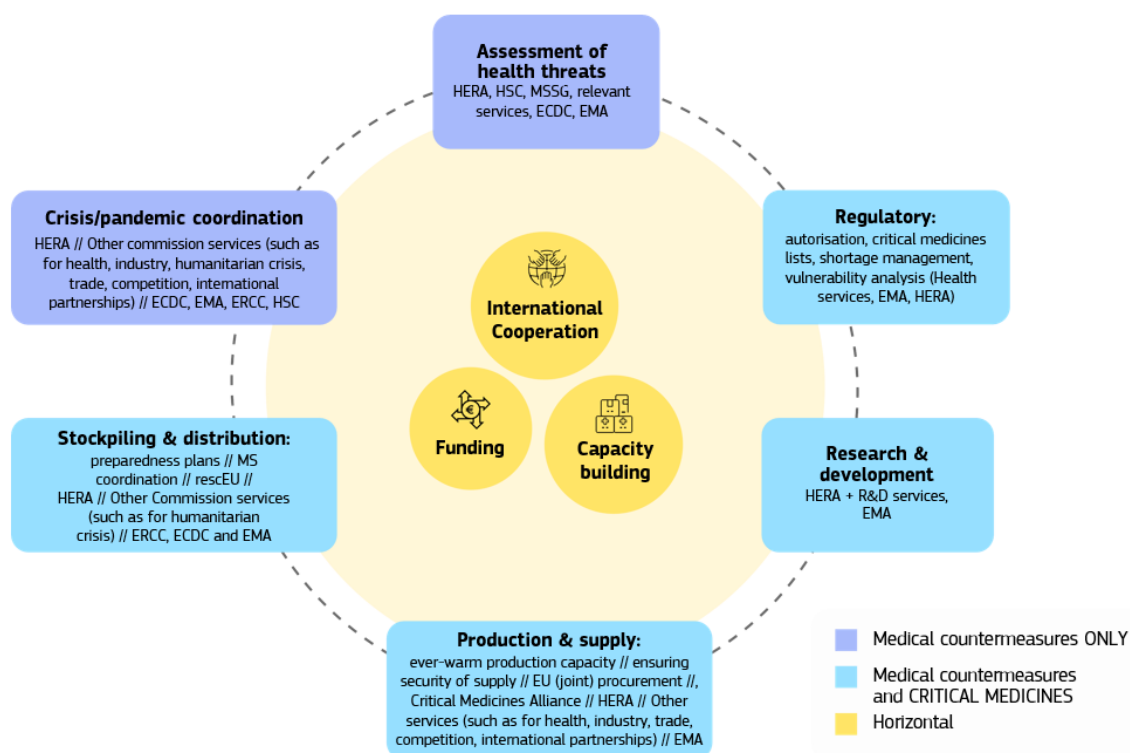 Assessment of
health threats
HERA, HSC, MSSG, relevant
services, ECDC, EMA
Crisis/pandemic coordination
HERA // Other commission services (such as
for health, industry, humanitarian crisis,
trade, competition, international
partnerships) // ECDC, EMA, ERCC, HSC
Regulatory:
autorisation, critical medicines
lists, shortage management,
vulnerability analysis (Health
services, EMA, HERA)
International
Cooperation
Funding
Capacity
building
Stockpiling & distribution:
preparedness plans // MS
coordination // rescEU //
HERA // Other Commission services
(such as for humanitarian
crisis) // ERCC, ECDC and EMA
Research &
development
HERA + R&D services,
EMA
Production & supply:
ever-warm production capacity // ensuring
security of supply // EU (joint) procurement //,
Critical Medicines Alliance // HERA // Other
services (such as for health, industry, trade,
competition, international partnerships) // EMA
Medical countermeasures ONLY
Medical countermeasures
and CRITICAL MEDICINES
Horizontal